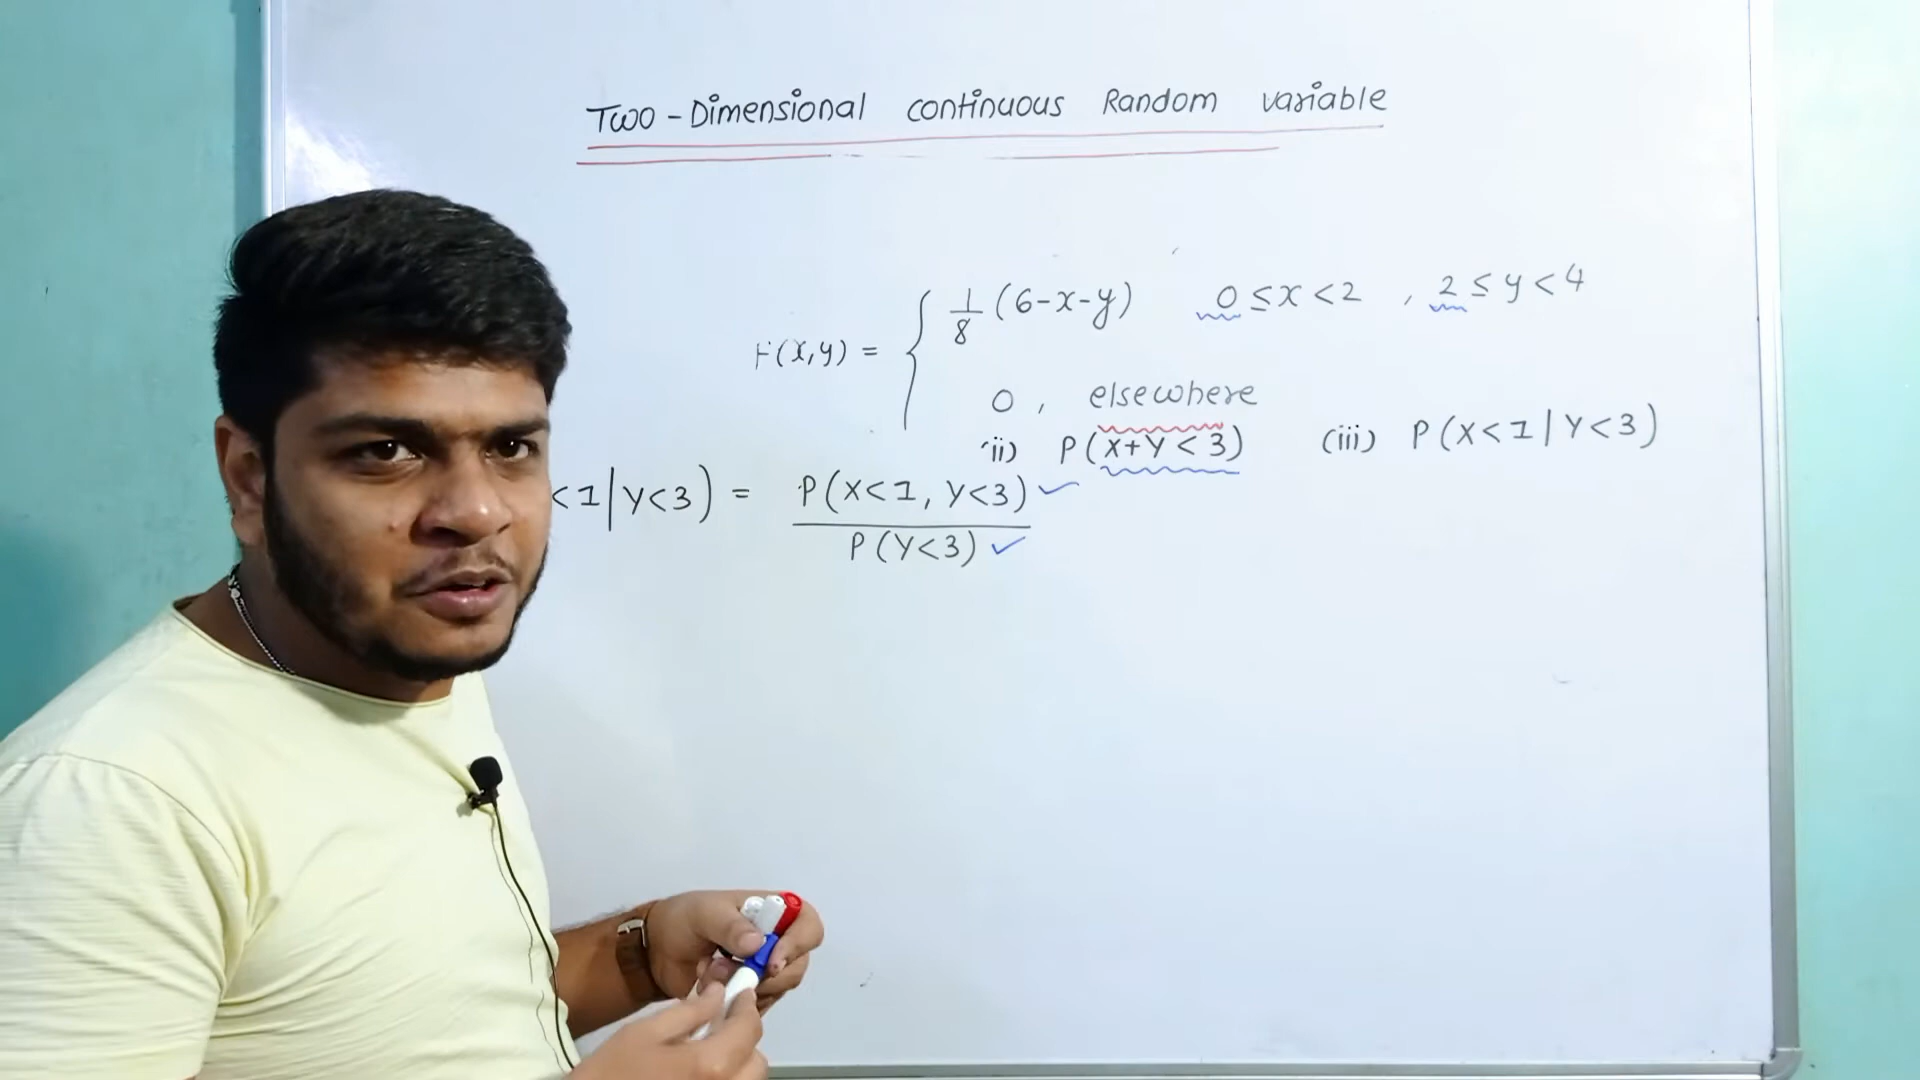 Two-Dimensional continuous Random variable
F(x,y) = { 1/8 (6-x-y) 0 ≤ x < 2 , 2 ≤ y < 4
0 , elsewhere
(ii) P(X+Y < 3) (iii) P(X<1 | Y<3)
<1 | Y<3) = P(X<1, Y<3)
P(Y<3)